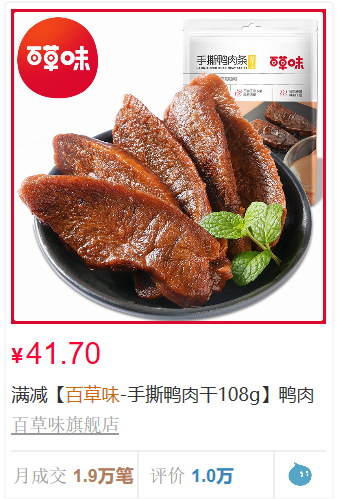 百草味
手撕鸭肉条
百草味
¥41.70
满减【百草味-手撕鸭肉干108g】鸭肉
百草味旗舰店
月成交 1.9万笔 评价 1.0万